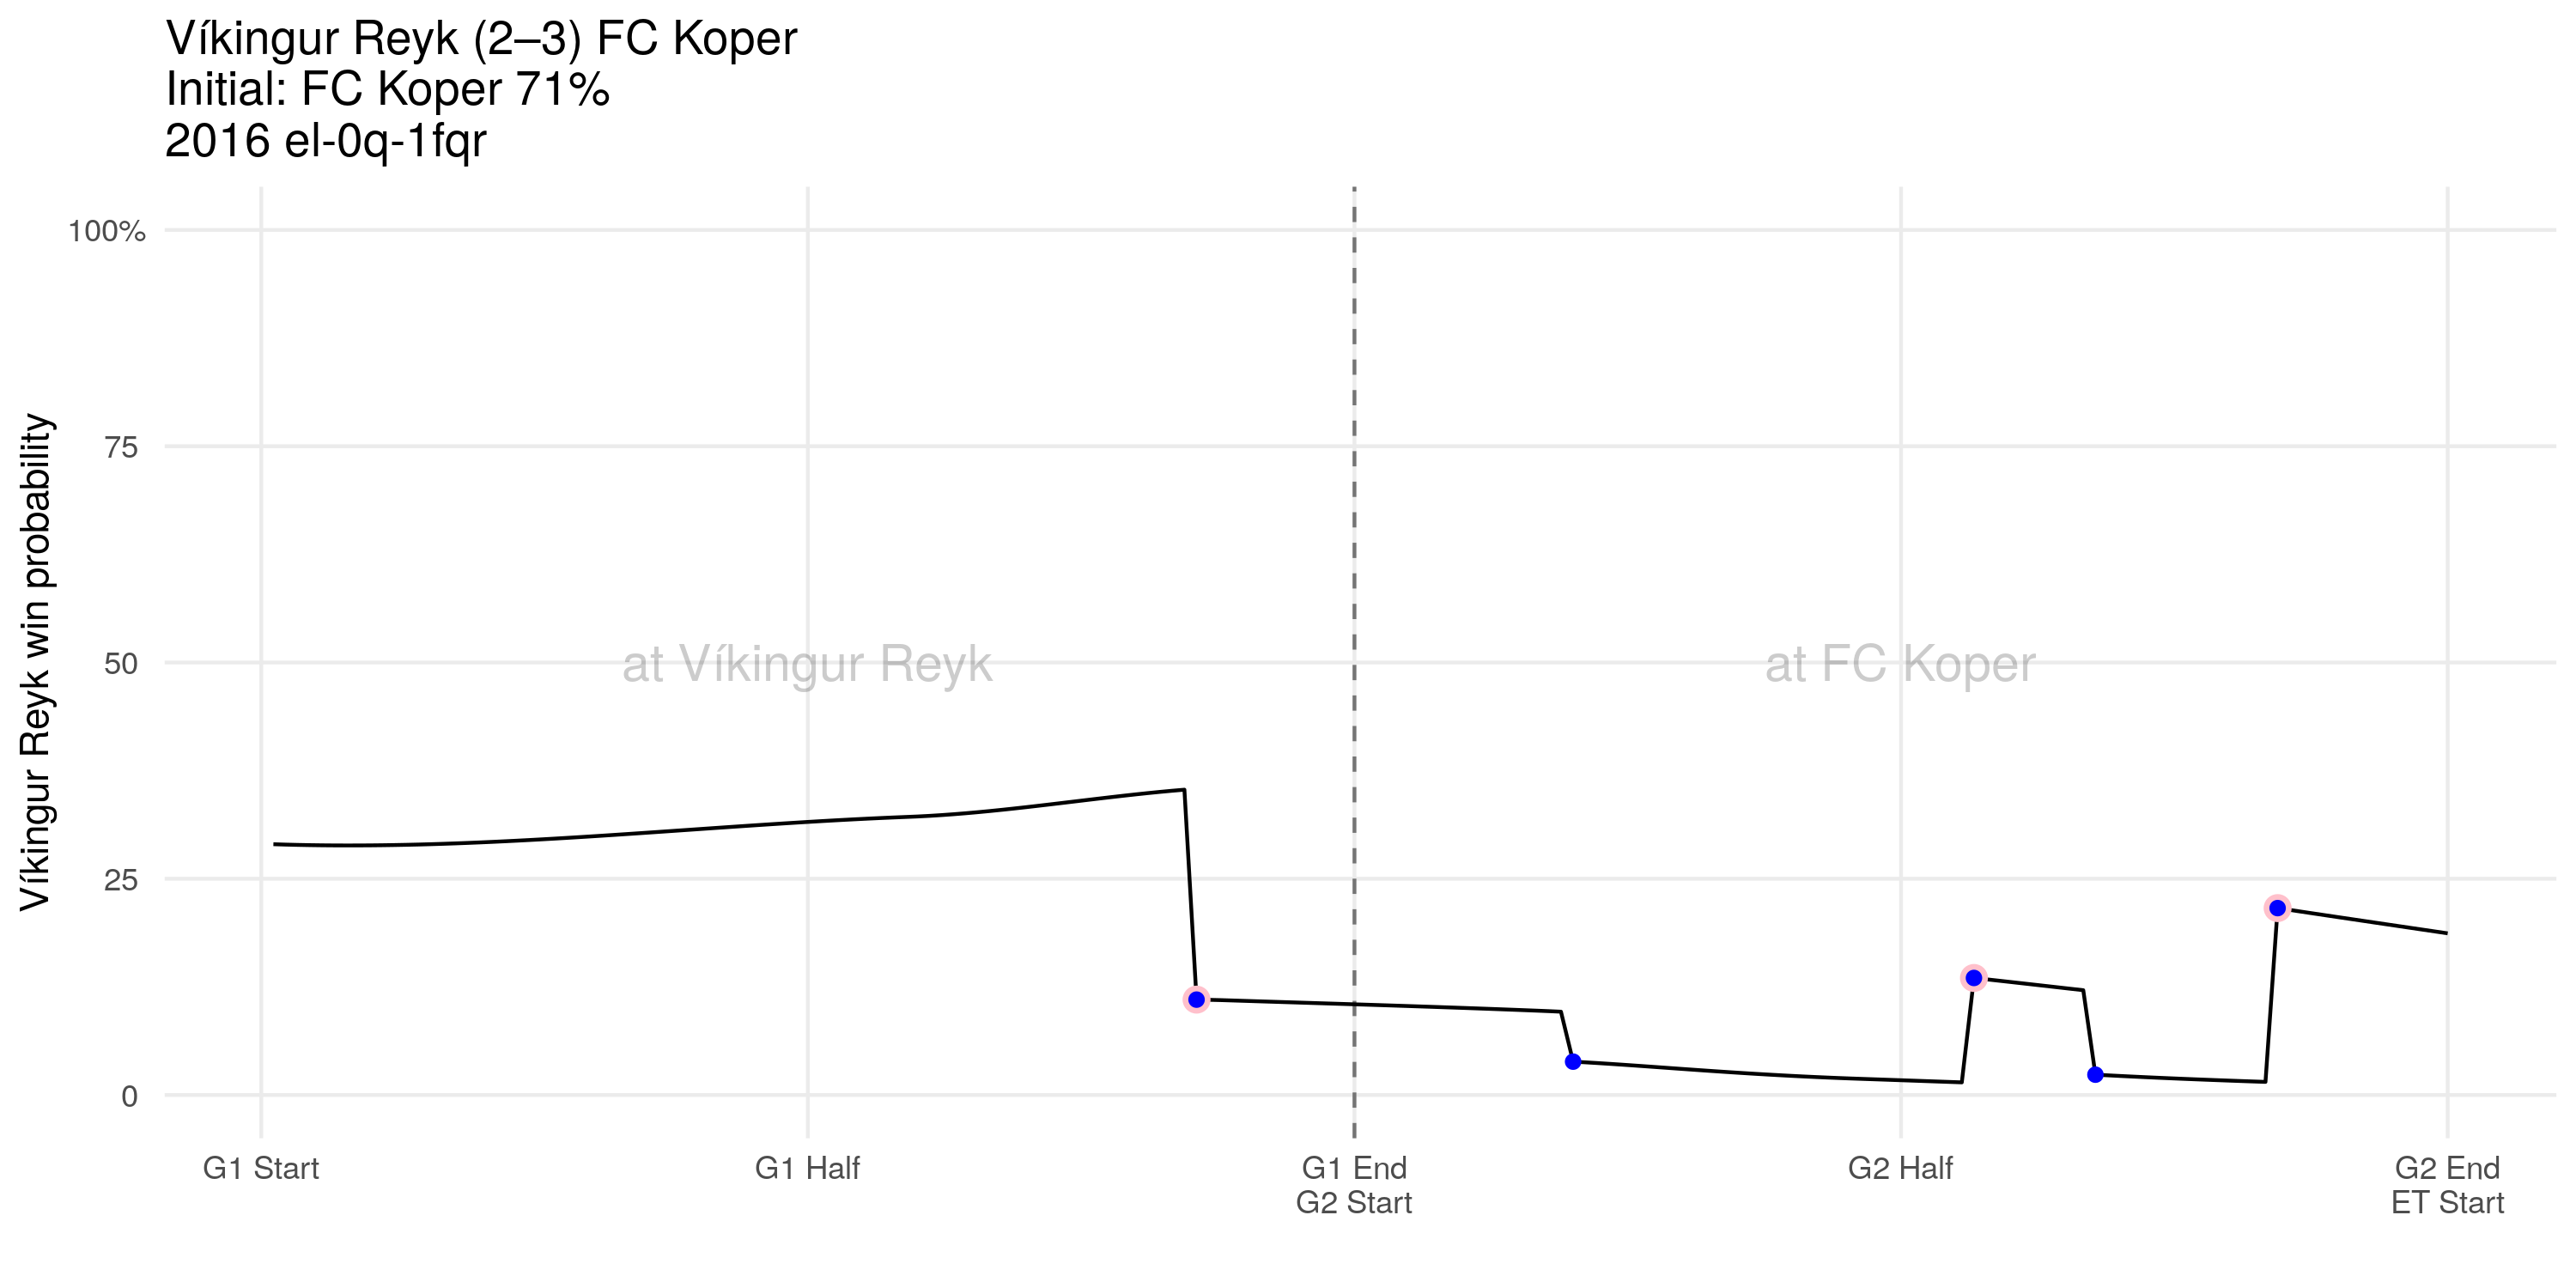 Víkingur Reyk (2–3) FC Koper
Initial: FC Koper 71%
2016 el-0q-1fqr
Víkingur Reyk win probability
100%
75
50
25
0
at Víkingur Reyk
at FC Koper
G1 Start
G1 Half
G1 End
G2 Start
G2 Half
G2 End
ET Start